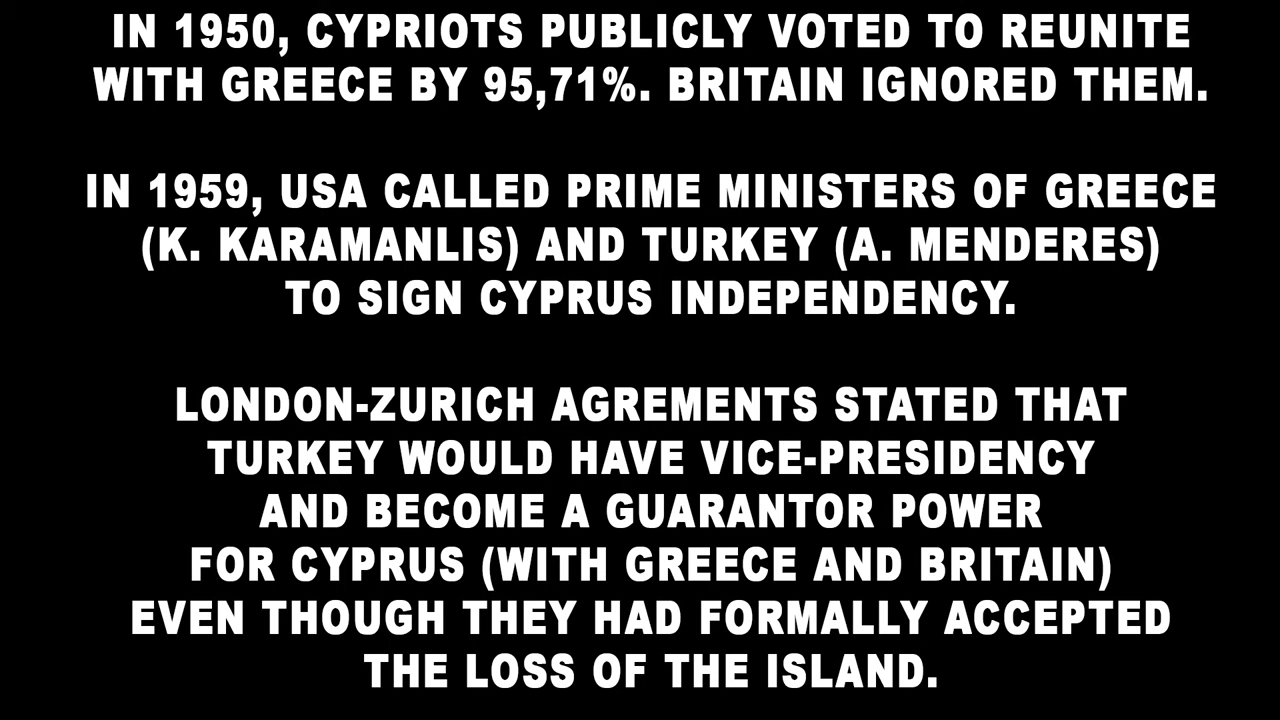 IN 1950, CYPRIOTS PUBLICLY VOTED TO REUNITE
WITH GREECE BY 95,71%. BRITAIN IGNORED THEM.
IN 1959, USA CALLED PRIME MINISTERS OF GREECE
(K. KARAMANLIS) AND TURKEY (A. MENDERES)
TO SIGN CYPRUS INDEPENDENCY.
LONDON-ZURICH AGREMENTS STATED THAT
TURKEY WOULD HAVE VICE-PRESIDENCY
AND BECOME A GUARANTOR POWER
FOR CYPRUS (WITH GREECE AND BRITAIN)
EVEN THOUGH THEY HAD FORMALLY ACCEPTED
THE LOSS OF THE ISLAND.